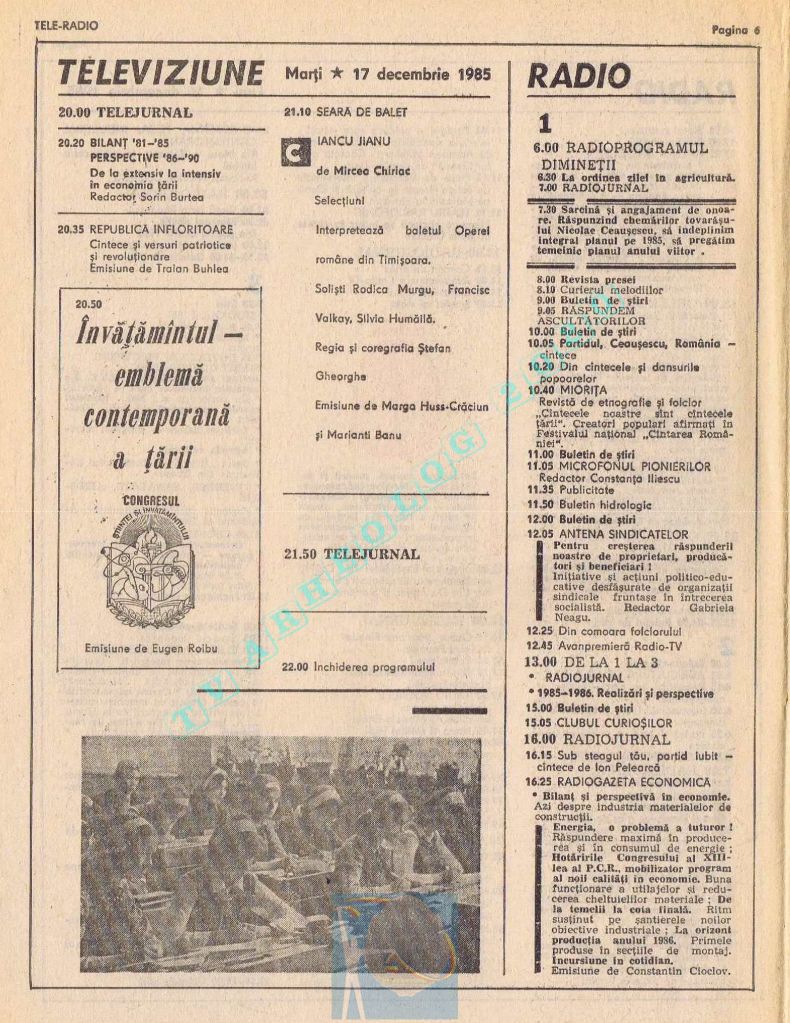 TELE-RADIO
Pagina 6
TELEVIZIUNE Marți ★ 17 decembrie 1985
20.00 TELEJURNAL
20.20 BILANȚ '81–'85
PERSPECTIVE '86–'90
De la extensiv la intensiv
în economia țării
Redactor Sorin Burtea
20.35 REPUBLICA INFLORITOARE
Cîntece și versuri patriotice
și revoluționare
Emisiune de Traian Buhlea
20.50
Învățămîntul –
emblemă
contemporană
a țării
CONGRESUL
ȘTIINȚEI ȘI ÎNVĂȚĂMÎNTULUI
Emisiune de Eugen Roibu
21.10 SEARĂ DE BALET
C IANCU JIANU
de Mircea Chiriac
Selecțiuni
Interpretează baletul Operei
române din Timișoara.
Soliști Rodica Murgu, Francisc
Valkay, Silvia Humăilă.
Regia și coregrafia Ștefan
Gheorghe
Emisiune de Marga Huss-Crăciun
și Marianti Banu
21.50 TELEJURNAL
22.00 Închiderea programului
RADIO
1
6.00 RADIOPROGRAMUL
DIMINEȚII
6.30 La ordinea zilei în agricultură.
7.00 RADIOJURNAL
7.30 Sarcină și angajament de onoa-
re. Răspunzînd chemărilor tovarășu-
lui Nicolae Ceaușescu, să îndeplinim
integral planul pe 1985, să pregătim
temeinic planul anului viitor .
8.00 Revista presei
8.10 Curierul melodiilor
9.00 Buletin de știri
9.05 RĂSPUNDEM
ASCULTĂTORILOR
10.00 Buletin de știri
10.05 Partidul, Ceaușescu, România –
cîntece
10.20 Din cîntecele și dansurile
popoarelor
10.40 MIORIȚA
Revistă de etnografie și folclor
„Cîntecele noastre sînt cîntecele
țării". Creatori populari afirmați în
Festivalul național „Cîntarea Româ-
niei".
11.00 Buletin de știri
11.05 MICROFONUL PIONIERILOR
Redactor Constanța Iliescu
11.35 Publicitate
11.50 Buletin hidrologic
12.00 Buletin de știri
12.05 ANTENA SINDICATELOR
Pentru creșterea răspunderii
noastre de proprietari, producă-
tori și beneficiari !
Inițiative și acțiuni politico-edu-
cative desfășurate de organizații
sindicale fruntașe în întrecerea
socialistă. Redactor Gabriela
Neagu.
12.25 Din comoara folclorului
12.45 Avanpremieră Radio-TV
13.00 DE LA 1 LA 3
* RADIOJURNAL
* 1985–1986. Realizări și perspective
15.00 Buletin de știri
15.05 CLUBUL CURIOȘILOR
16.00 RADIOJURNAL
16.15 Sub steagul tău, partid iubit –
cîntece de Ion Pelearcă
16.25 RADIOGAZETA ECONOMICĂ
* Bilanț și perspectivă în economie.
Azi despre industria materialelor de
construcții.
Energia, o problemă a tuturor !
Răspundere maximă în produce-
rea și în consumul de energie ;
Hotărîrile Congresului al XIII-
lea al P.C.R., mobilizator program
al noii calități în economie. Buna
funcționare a utilajelor și redu-
cerea cheltuielilor materiale ; De
la temelii la cota finală. Ritm
susținut pe șantierele noilor
obiective industriale ; La orizont
producția anului 1986. Primele
produse în secțiile de montaj.
Incursiune în cotidian.
Emisiune de Constantin Cioclov.